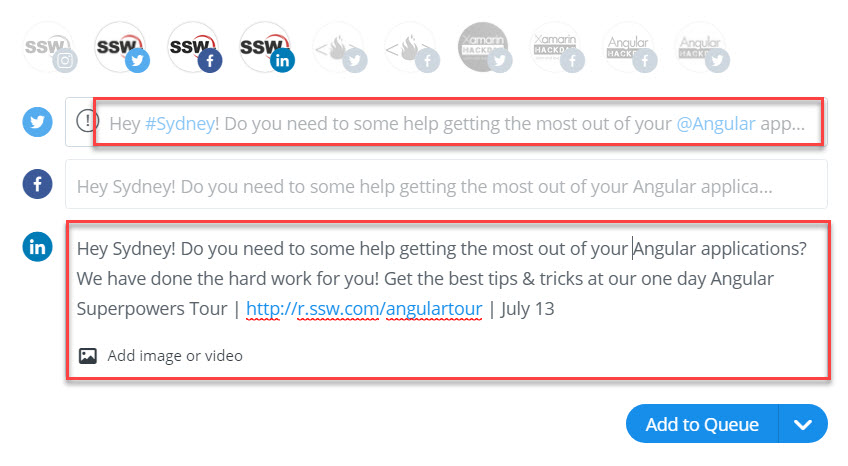 SSW SSW SSW SSW Xamarin HACKDAY Xamarin HACKDAY Angular HACKDAY Angular HACKDAY
Hey #Sydney! Do you need to some help getting the most out of your @Angular app...
Hey Sydney! Do you need to some help getting the most out of your Angular applica...
Hey Sydney! Do you need to some help getting the most out of your Angular applications?
We have done the hard work for you! Get the best tips & tricks at our one day Angular
Superpowers Tour | http://r.ssw.com/angulartour | July 13
Add image or video
Add to Queue